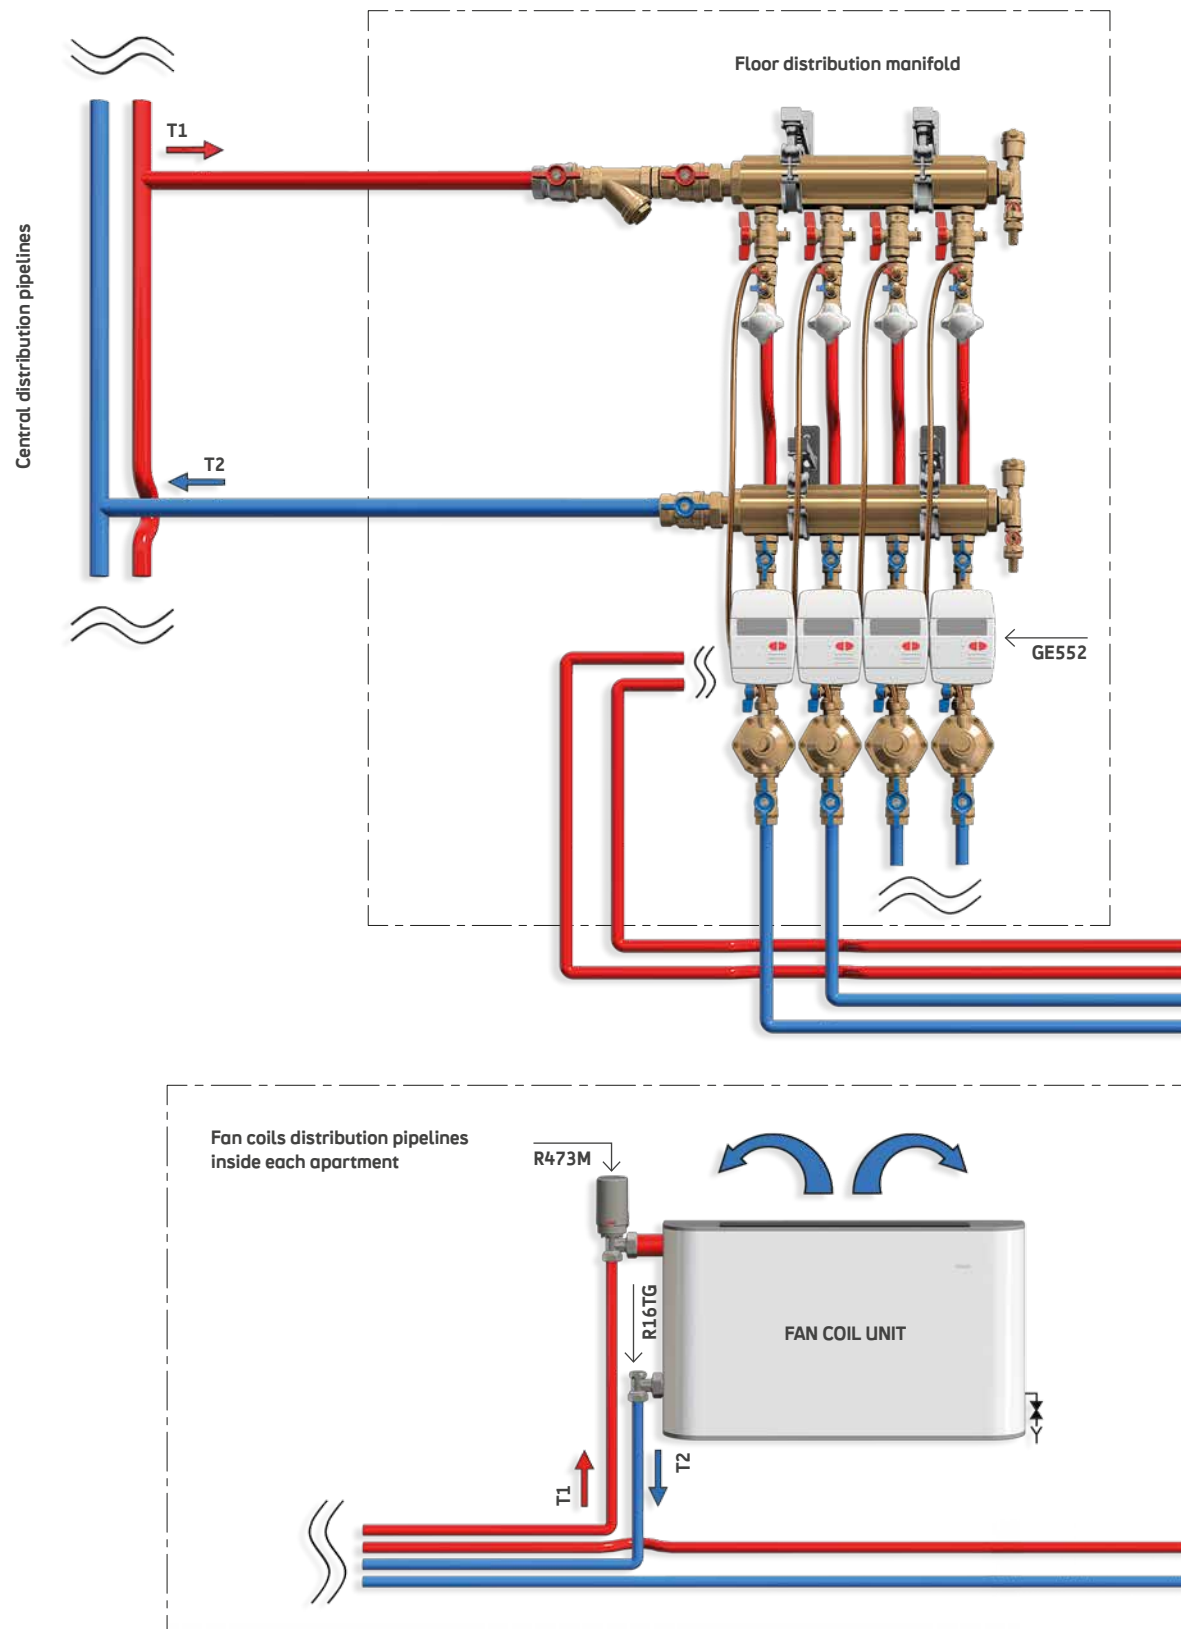 Floor distribution manifold
T1
Central distribution pipelines
T2
GE552
Fan coils distribution pipelines
inside each apartment
R473M
R16TG
FAN COIL UNIT
T1
T2